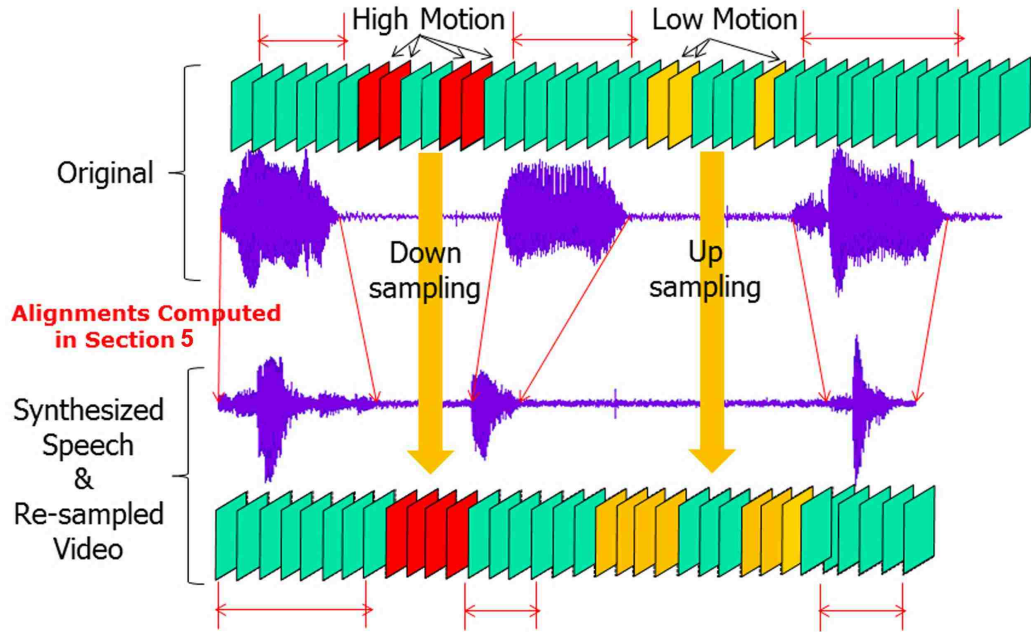 High Motion
Low Motion
Original
Down
sampling
Up
sampling
Alignments Computed
in Section 5
Synthesized
Speech
&
Re-sampled
Video